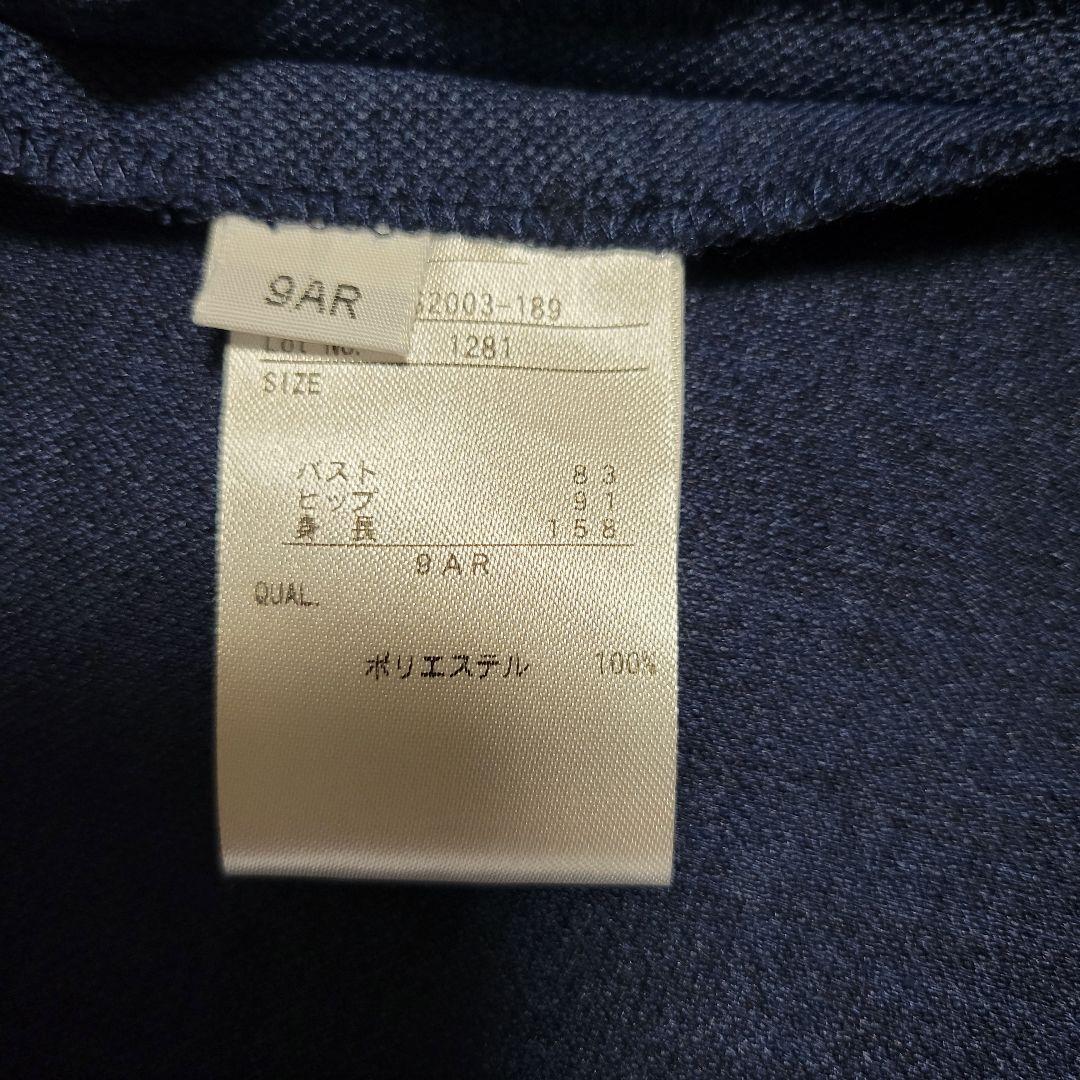 9AR
2003-189
Lot No. 1281
SIZE
バスト 83
ヒップ 91
身長 158
9AR
QUAL.
ポリエステル 100%